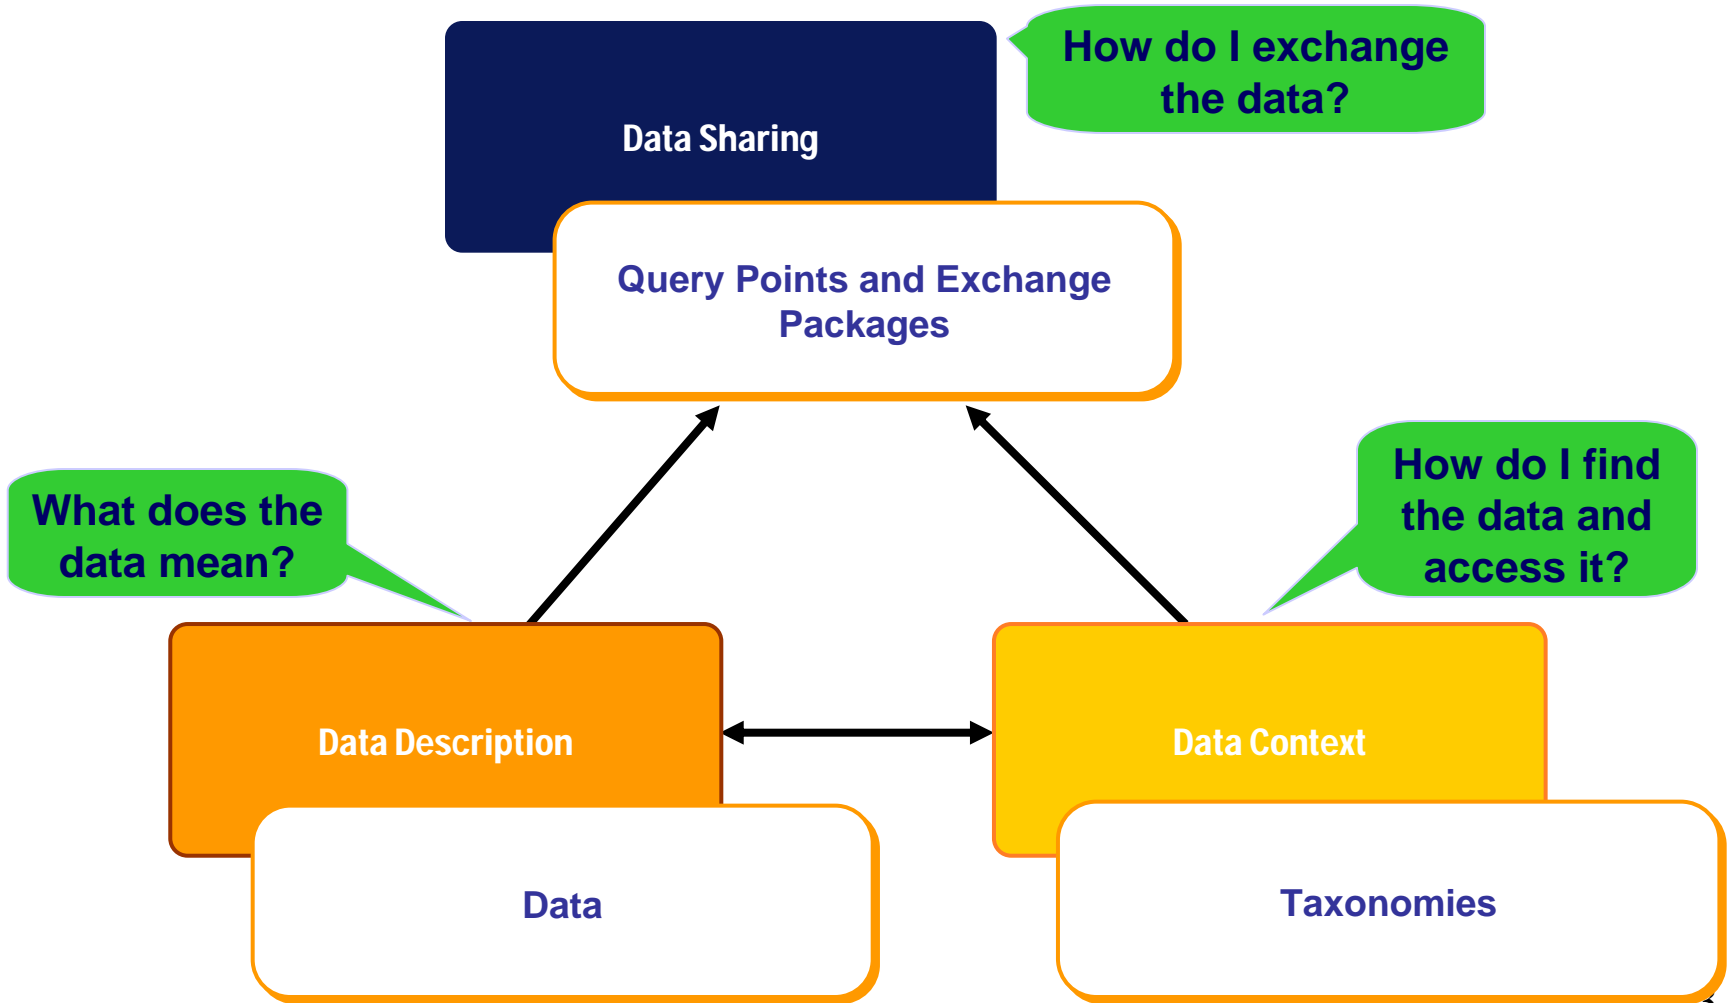 How do I exchange
the data?
Data Sharing
Query Points and Exchange
Packages
What does the
data mean?
How do I find
the data and
access it?
Data Description
Data Context
Data
Taxonomies